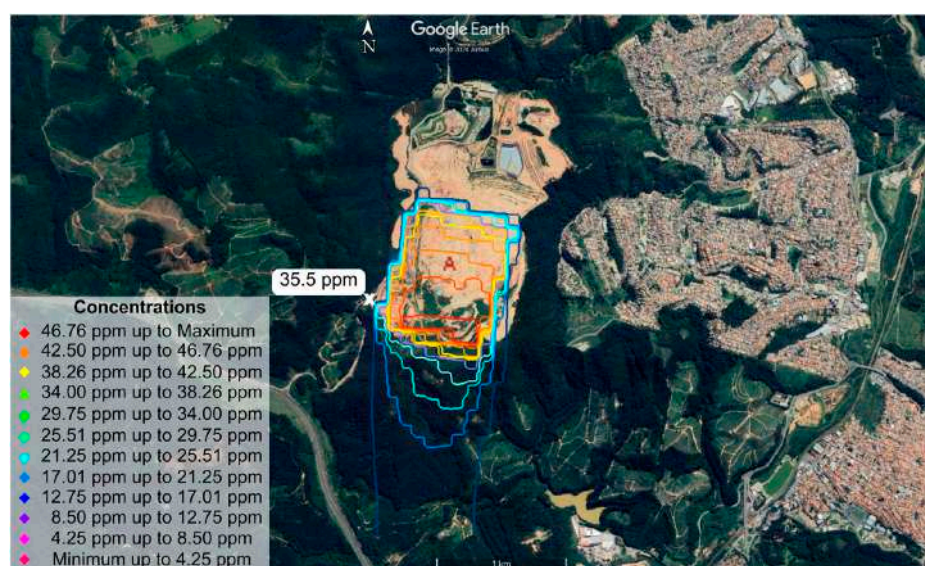 N
Google Earth
A
35.5 ppm
Concentrations
46.76 ppm up to Maximum
42.50 ppm up to 46.76 ppm
38.26 ppm up to 42.50 ppm
34.00 ppm up to 38.26 ppm
29.75 ppm up to 34.00 ppm
25.51 ppm up to 29.75 ppm
21.25 ppm up to 25.51 ppm
17.01 ppm up to 21.25 ppm
12.75 ppm up to 17.01 ppm
8.50 ppm up to 12.75 ppm
4.25 ppm up to 8.50 ppm
Minimum up to 4.25 ppm
1 km